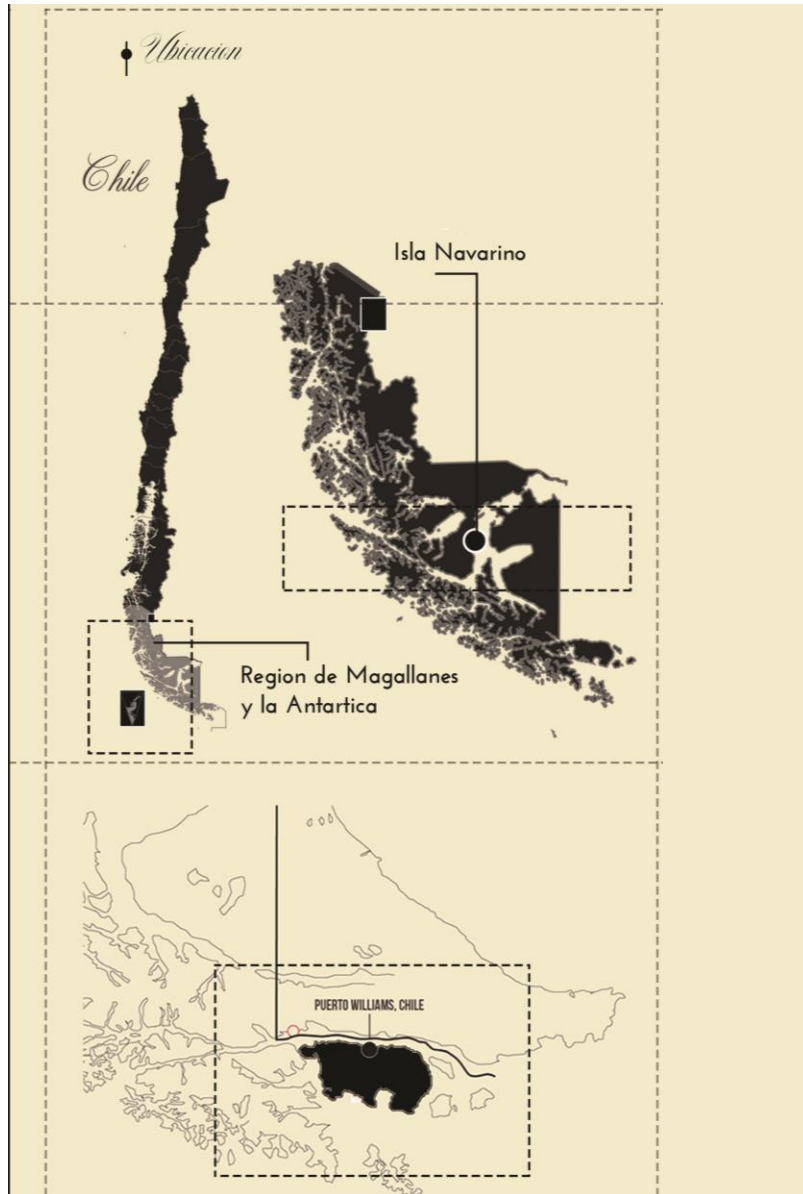 Ubicacion
Chile
Isla Navarino
Region de Magallanes
y la Antartica
PUERTO WILLIAMS, CHILE